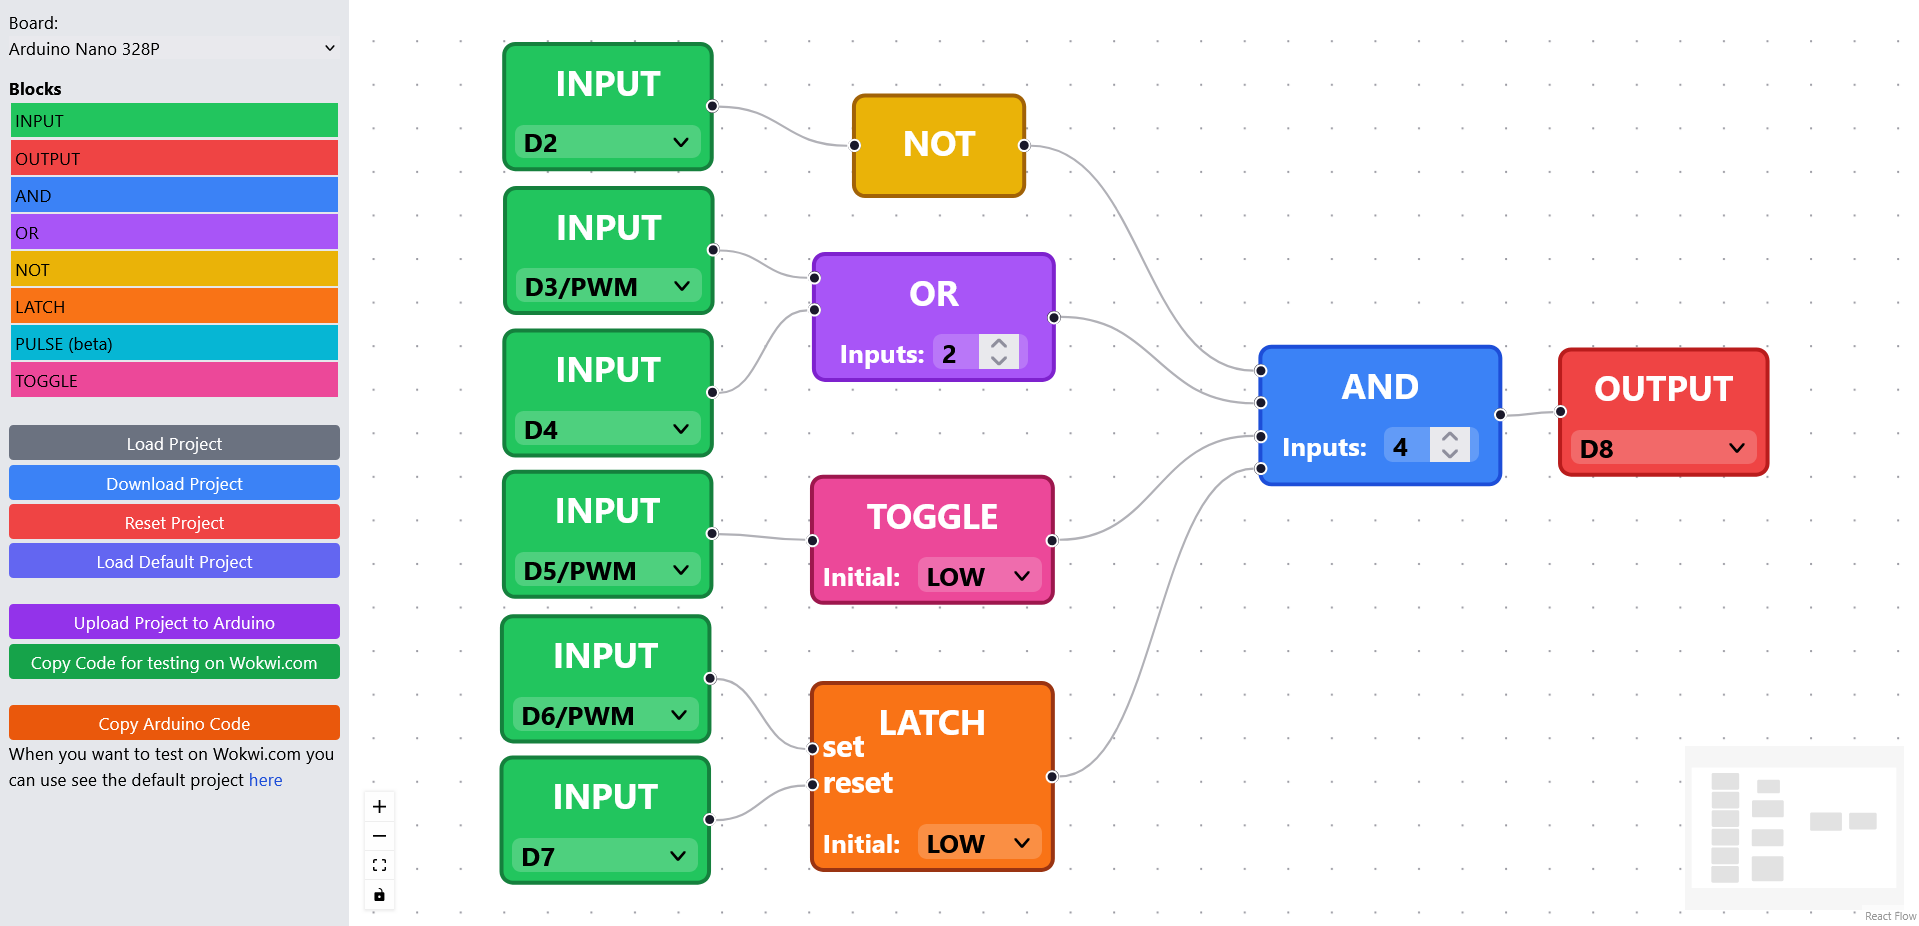 Board:
Arduino Nano 328P
Blocks
INPUT
OUTPUT
AND
OR
NOT
LATCH
PULSE (beta)
TOGGLE
Load Project
Download Project
Reset Project
Load Default Project
Upload Project to Arduino
Copy Code for testing on Wokwi.com
Copy Arduino Code
When you want to test on Wokwi.com you
can use see the default project here
INPUT
D2
INPUT
D3/PWM
INPUT
D4
INPUT
D5/PWM
INPUT
D6/PWM
INPUT
D7
NOT
OR
Inputs: 2
TOGGLE
Initial: LOW
LATCH
set
reset
Initial: LOW
AND
Inputs: 4
OUTPUT
D8
React Flow